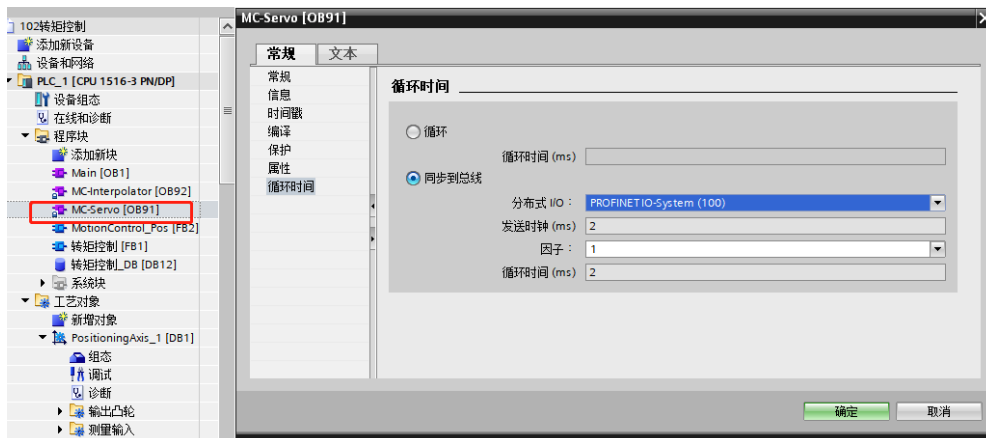 102转矩控制
添加新设备
设备和网络
PLC_1 [CPU 1516-3 PN/DP]
设备组态
在线和诊断
程序块
添加新块
Main [OB1]
MC-Interpolator [OB92]
MC-Servo [OB91]
MotionControl_Pos [FB2]
转矩控制 [FB1]
转矩控制_DB [DB12]
系统块
工艺对象
新增对象
PositioningAxis_1 [DB1]
组态
调试
诊断
输出凸轮
测量输入
MC-Servo [OB91]
常规 文本
常规
信息
时间戳
编译
保护
属性
循环时间
循环时间
循环
循环时间 (ms)
同步到总线
分布式 I/O： PROFINET IO-System (100)
发送时钟 (ms) 2
因子： 1
循环时间 (ms) 2
确定 取消